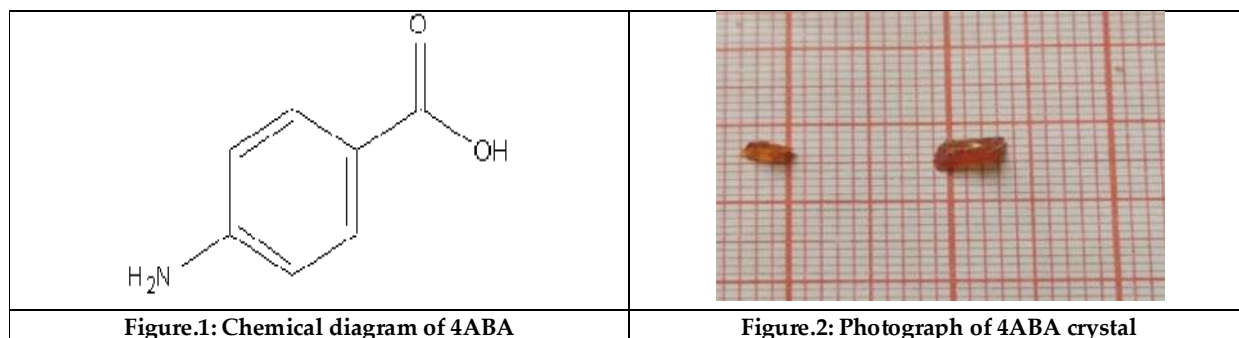 O
OH
H₂N
Figure.1: Chemical diagram of 4ABA
Figure.2: Photograph of 4ABA crystal